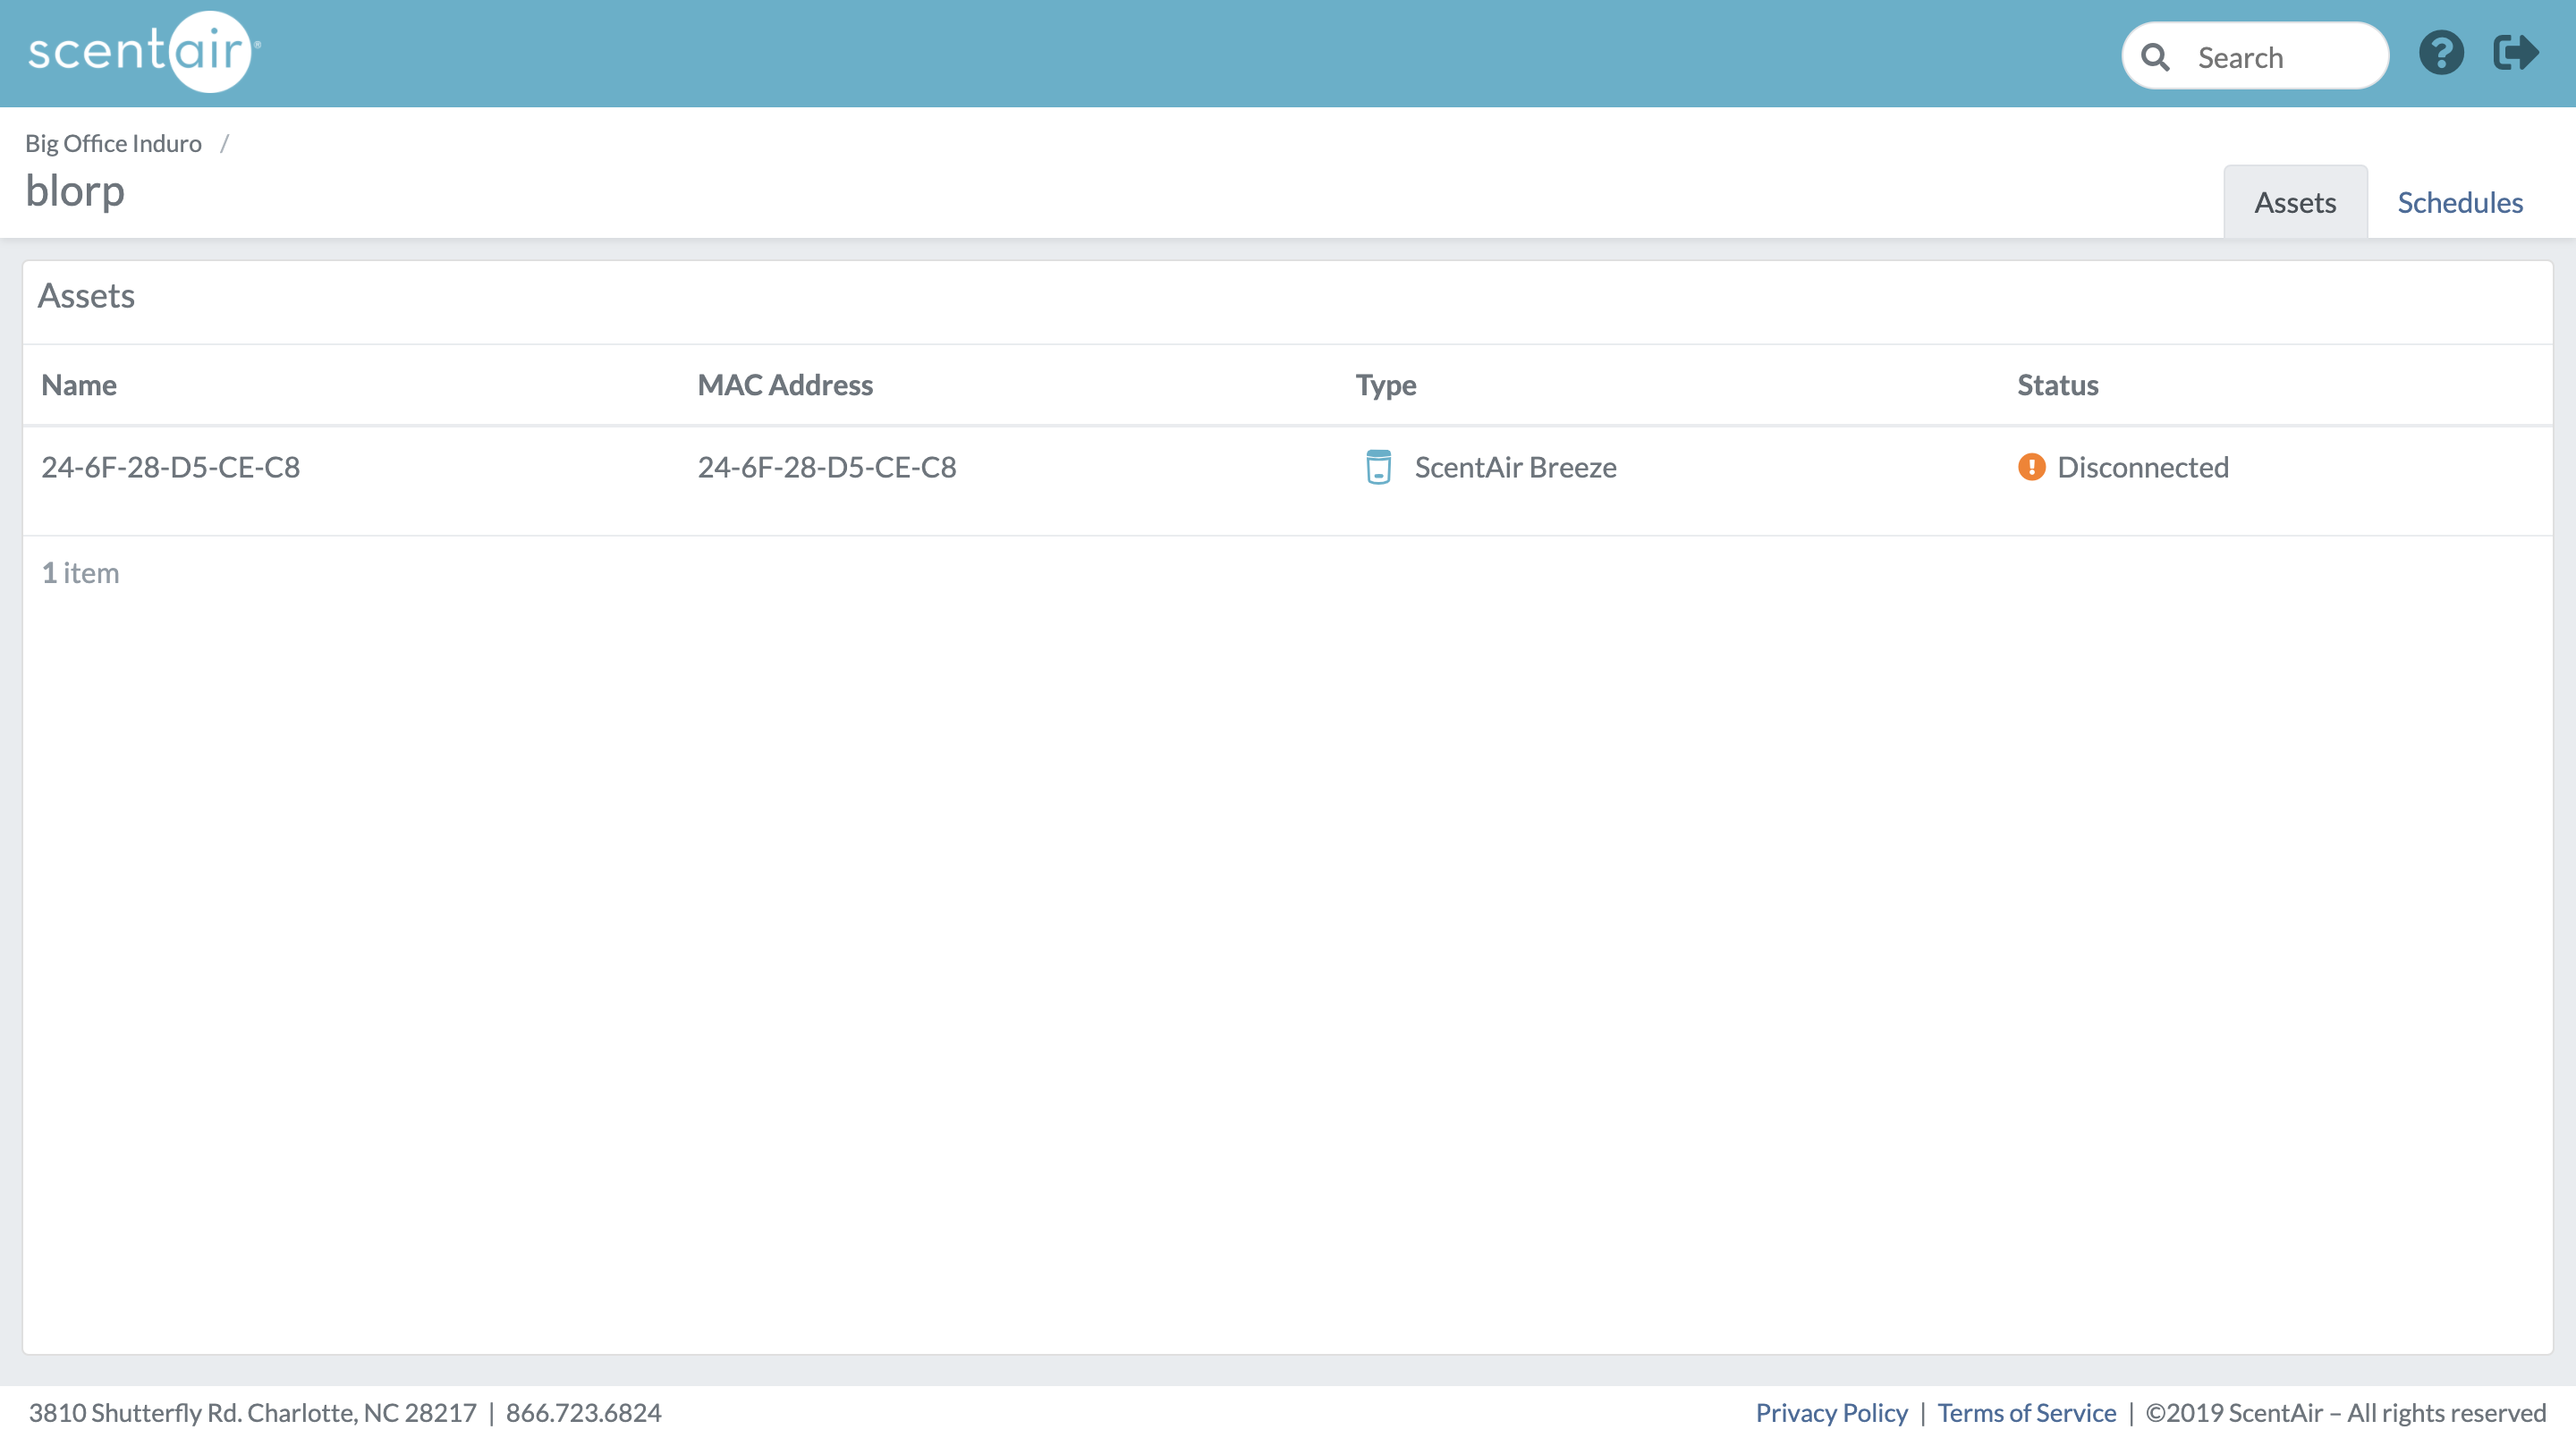 scentair®
Search
Big Office Induro /
blorp
Assets Schedules
Assets
Name MAC Address Type Status
24-6F-28-D5-CE-C8 24-6F-28-D5-CE-C8 ScentAir Breeze Disconnected
1 item
3810 Shutterfly Rd. Charlotte, NC 28217 | 866.723.6824 Privacy Policy | Terms of Service | ©2019 ScentAir – All rights reserved